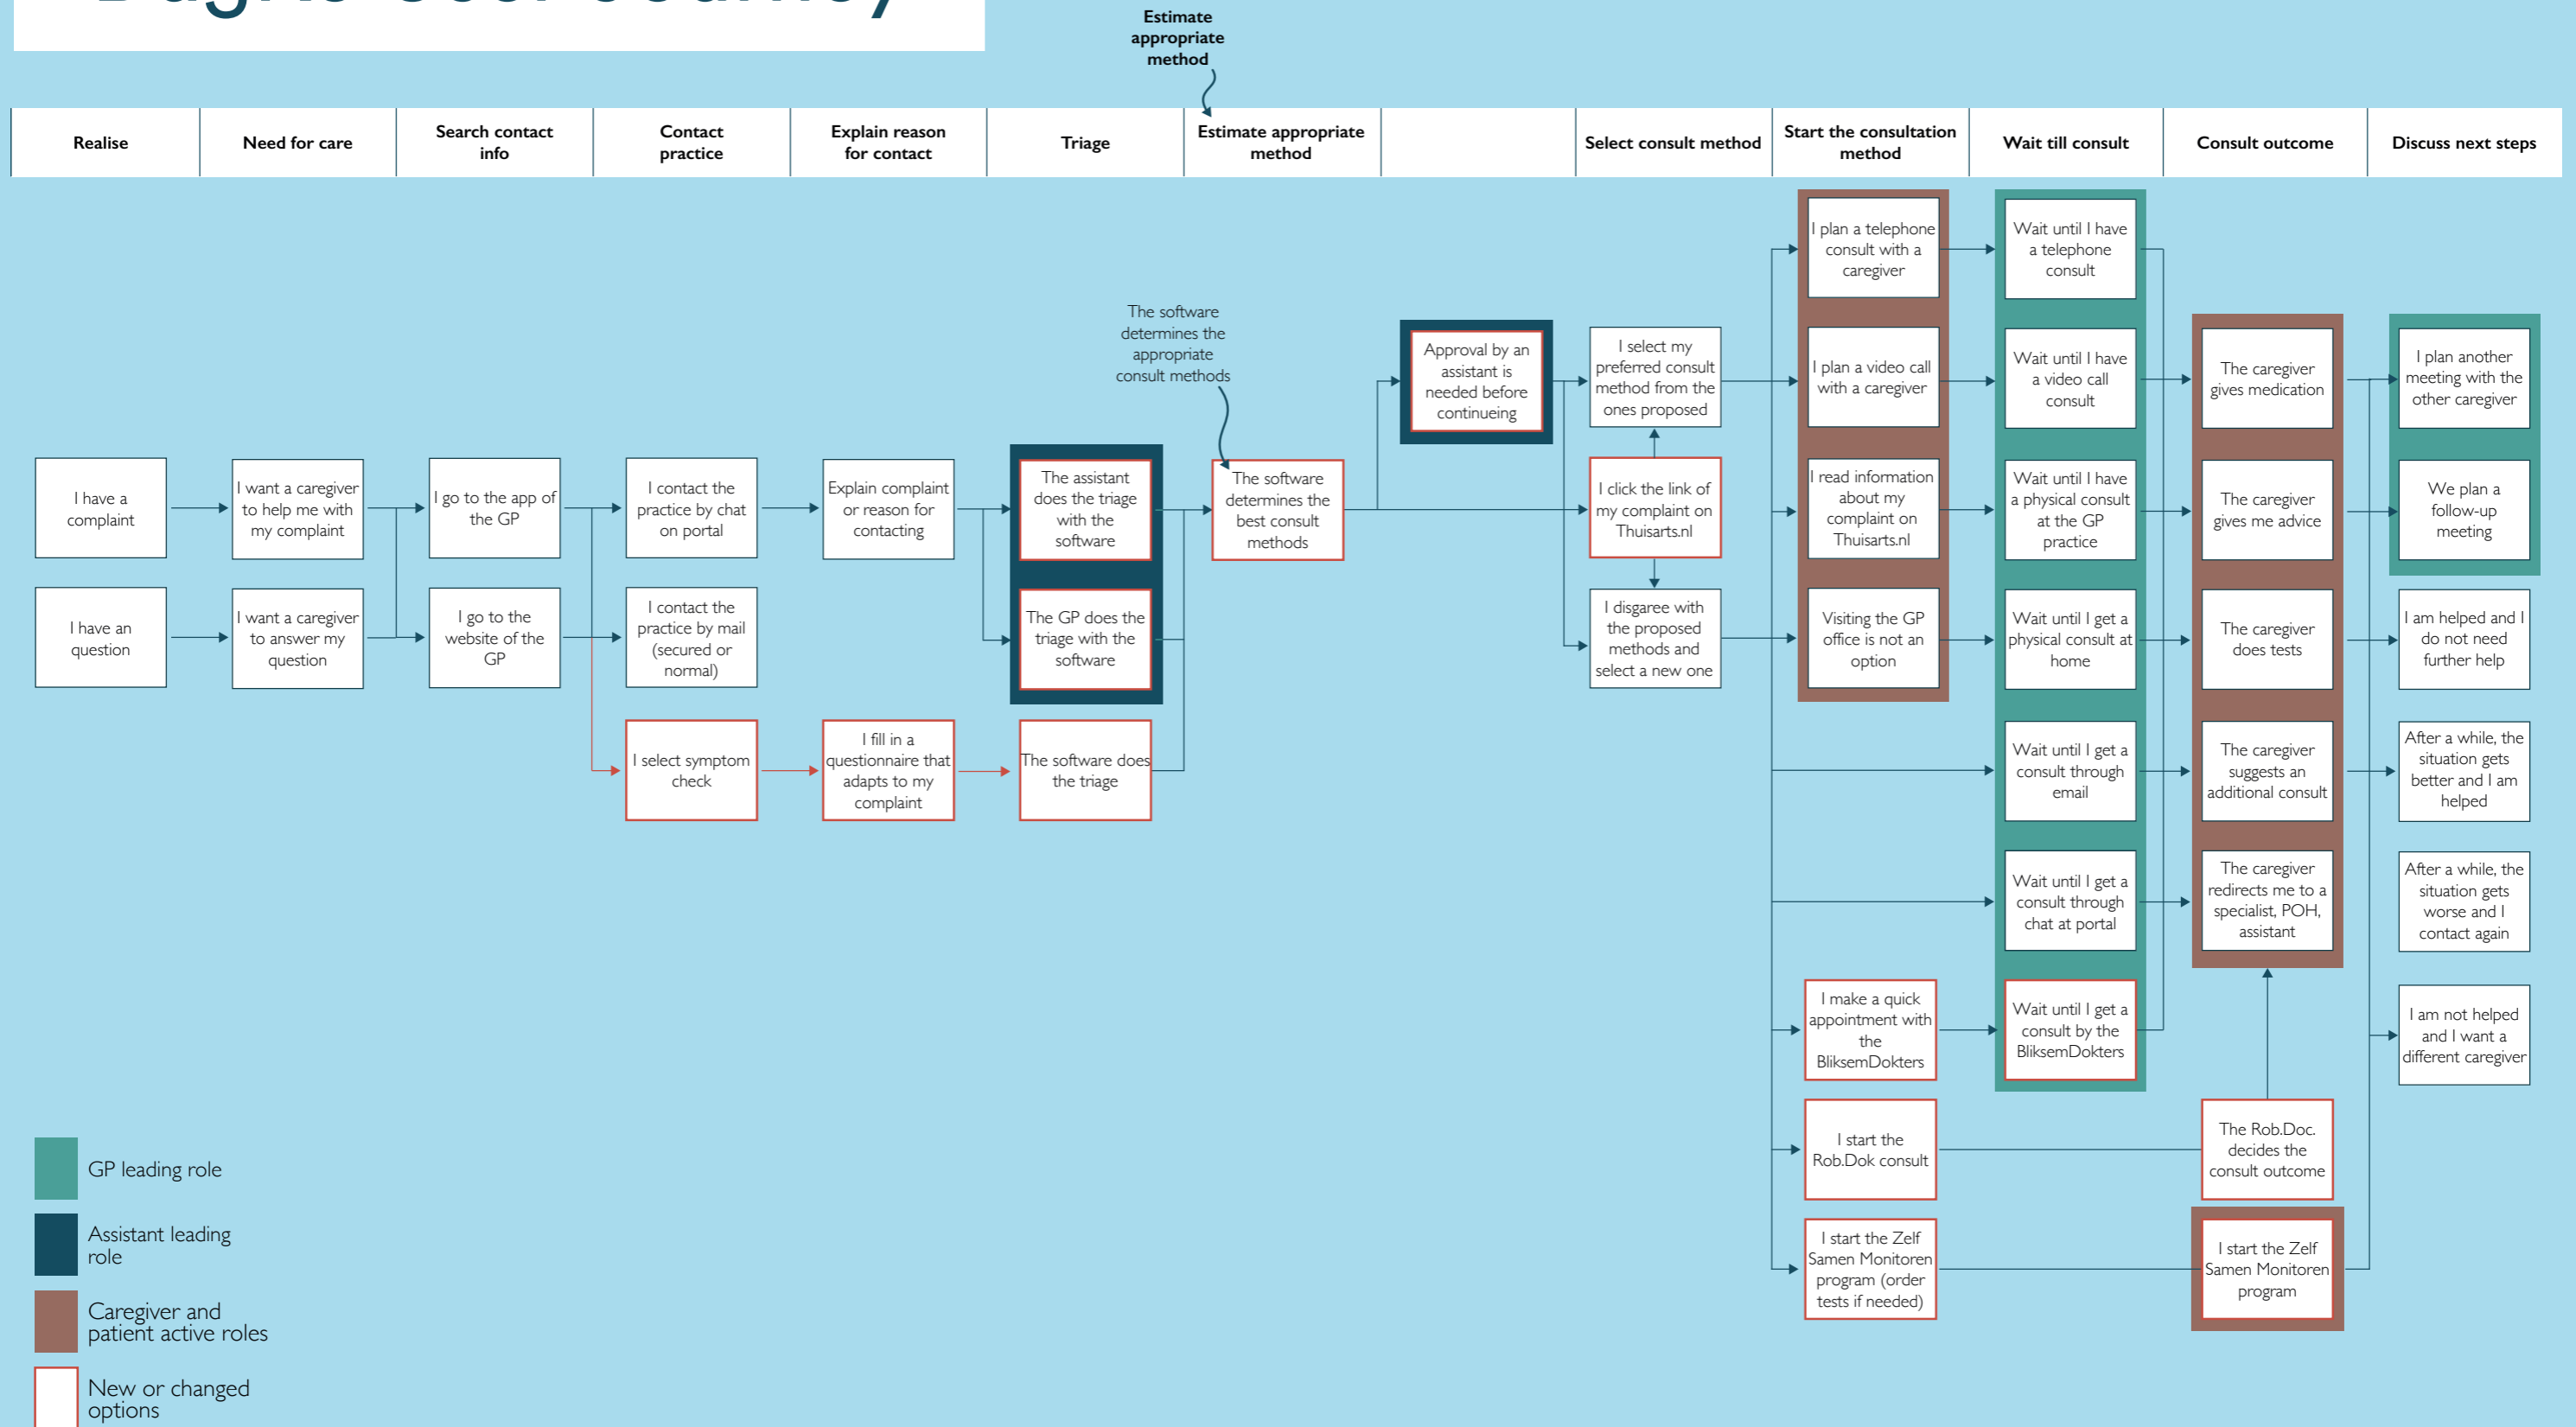 User Journey
Estimate
appropriate
method
Realise
Need for care
Search contact
info
Contact
practice
Explain reason
for contact
Triage
Estimate appropriate
method
Select consult method
Start the consultation
method
Wait till consult
Consult outcome
Discuss next steps
I have a
complaint
I have an
question
I want a caregiver
to help me with
my complaint
I want a caregiver
to answer my
question
I go to the app of
the GP
I go to the
website of the
GP
I contact the
practice by chat
on portal
I contact the
practice by mail
(secured or
normal)
I select symptom
check
Explain complaint
or reason for
contacting
I fill in a
questionnaire that
adapts to my
complaint
The assistant
does the triage
with the
software
The GP does the
triage with the
software
The software does
the triage
The software
determines the
appropriate
consult methods
The software
determines the
best consult
methods
Approval by an
assistant is
needed before
continueing
I select my
preferred consult
method from the
ones proposed
I click the link of
my complaint on
Thuisarts.nl
I disgaree with
the proposed
methods and
select a new one
I plan a telephone
consult with a
caregiver
I plan a video call
with a caregiver
I read information
about my
complaint on
Thuisarts.nl
Visiting the GP
office is not an
option
I make a quick
appointment with
the
BliksemDokters
I start the
Rob.Dok consult
I start the Zelf
Samen Monitoren
program (order
tests if needed)
Wait until I have
a telephone
consult
Wait until I have
a video call
consult
Wait until I have
a physical consult
at the GP
practice
Wait until I get a
physical consult at
home
Wait until I get a
consult through
email
Wait until I get a
consult through
chat at portal
Wait until I get a
consult by the
BliksemDokters
The caregiver
gives medication
The caregiver
gives me advice
The caregiver
does tests
The caregiver
suggests an
additional consult
The caregiver
redirects me to a
specialist, POH,
assistant
The Rob.Doc.
decides the
consult outcome
I start the Zelf
Samen Monitoren
program
I plan another
meeting with the
other caregiver
We plan a
follow-up
meeting
I am helped and I
do not need
further help
After a while, the
situation gets
better and I am
helped
After a while, the
situation gets
worse and I
contact again
I am not helped
and I want a
different caregiver
GP leading role
Assistant leading
role
Caregiver and
patient active roles
New or changed
options